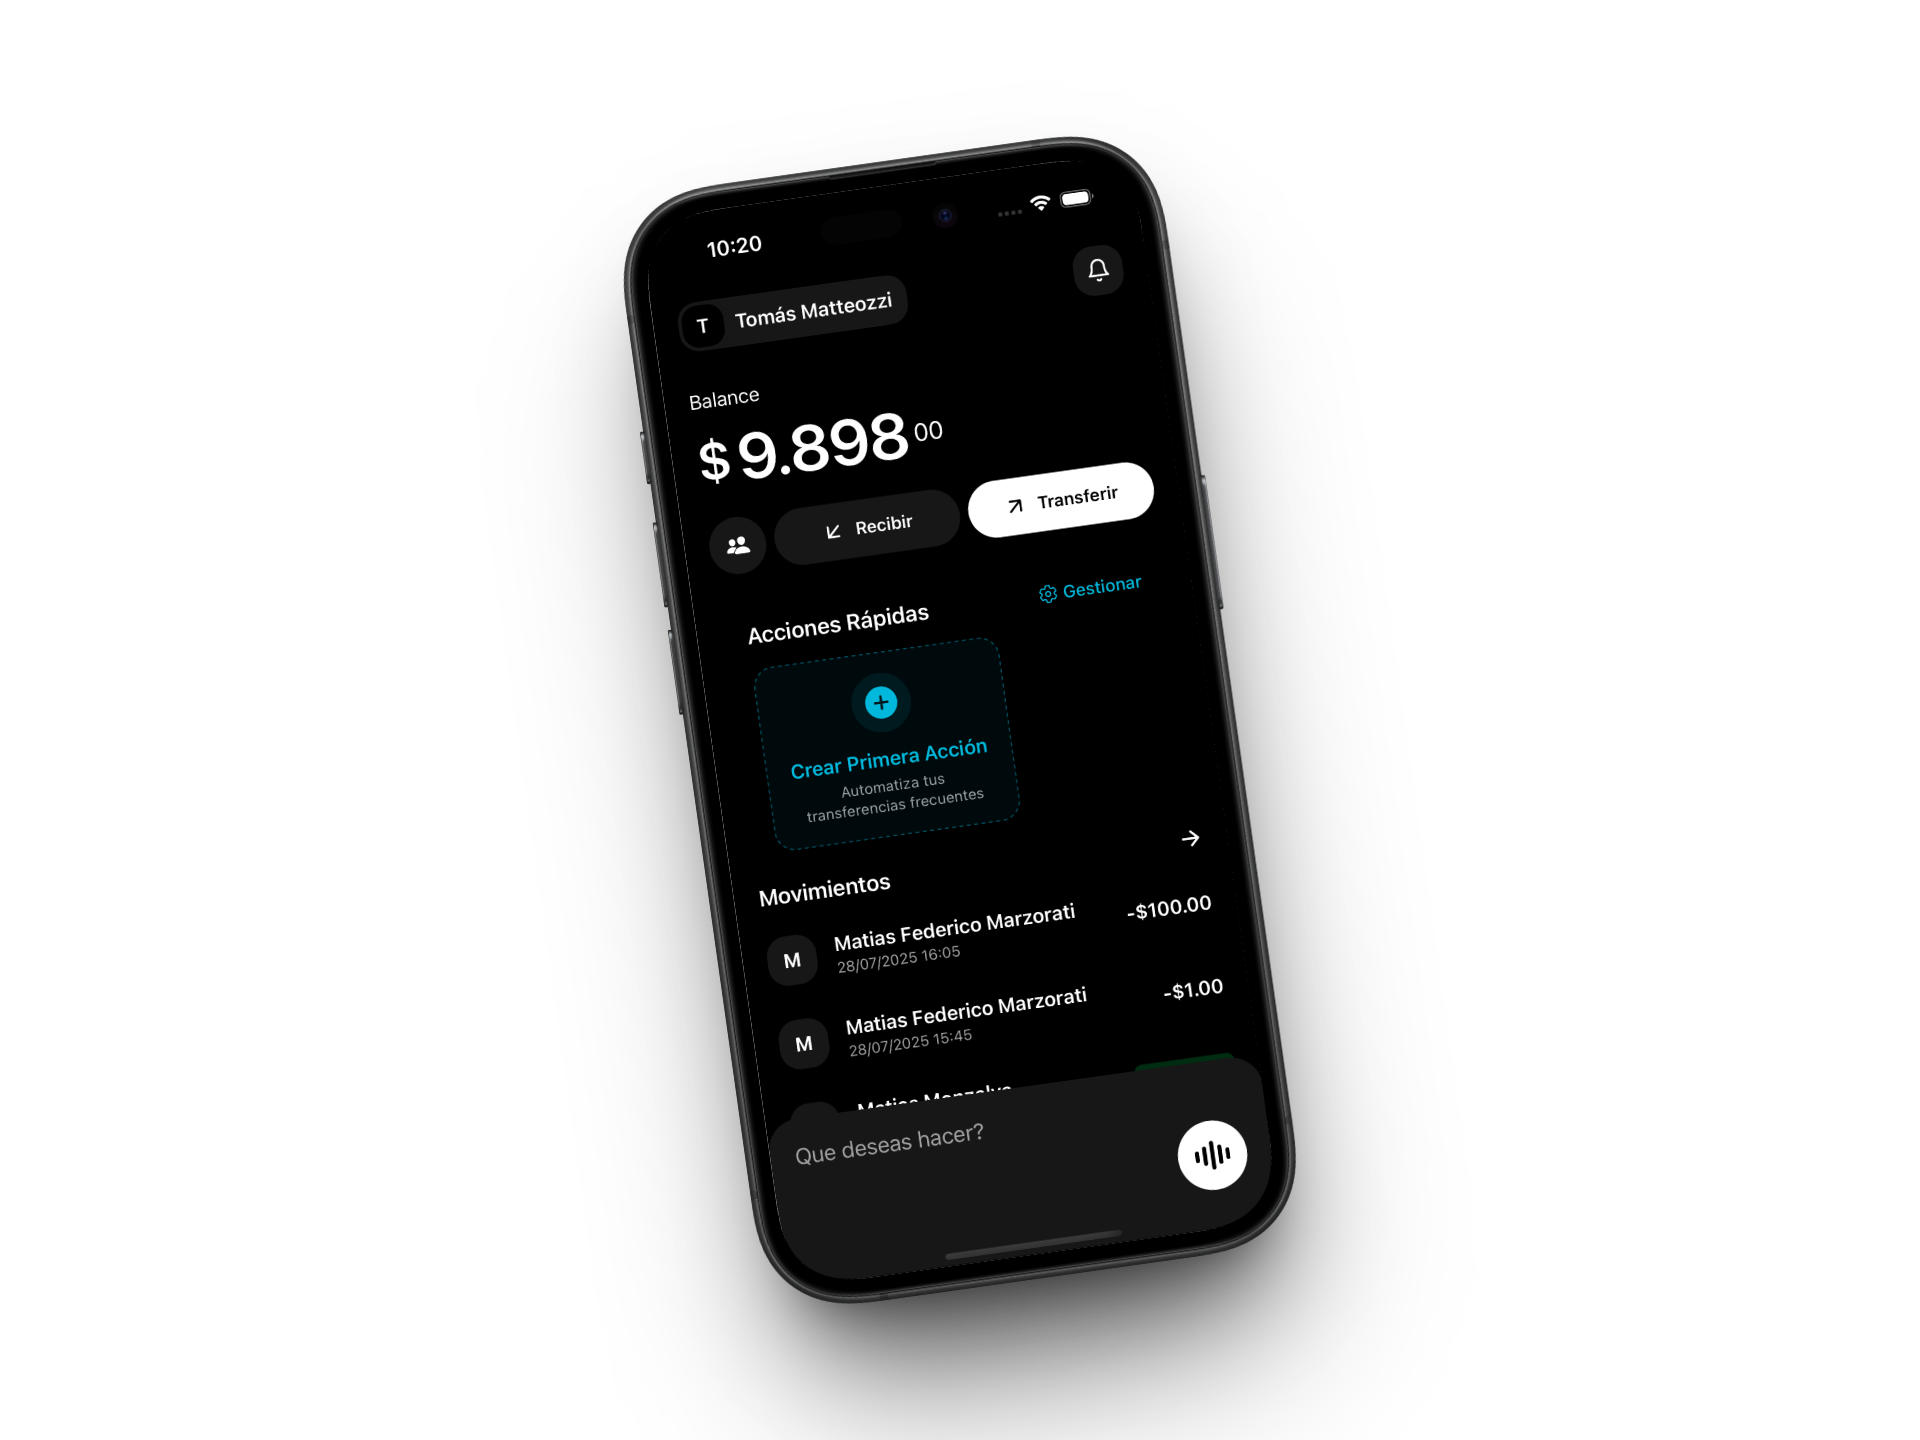 10:20
T Tomás Matteozzi
Balance
$ 9.898 00
Recibir
Transferir
Acciones Rápidas
Gestionar
Crear Primera Acción
Automatiza tus
transferencias frecuentes
Movimientos
M Matias Federico Marzorati -$100.00
28/07/2025 16:05
M Matias Federico Marzorati -$1.00
28/07/2025 15:45
Matias
Que deseas hacer?